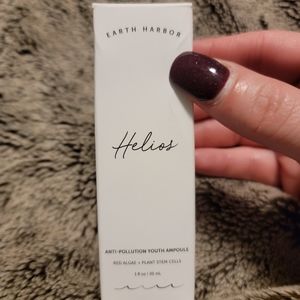 EARTH HARBOR
Helios
ANTI-POLLUTION YOUTH AMPOULE
RED ALGAE + PLANT STEM CELLS
1 fl oz | 30 mL